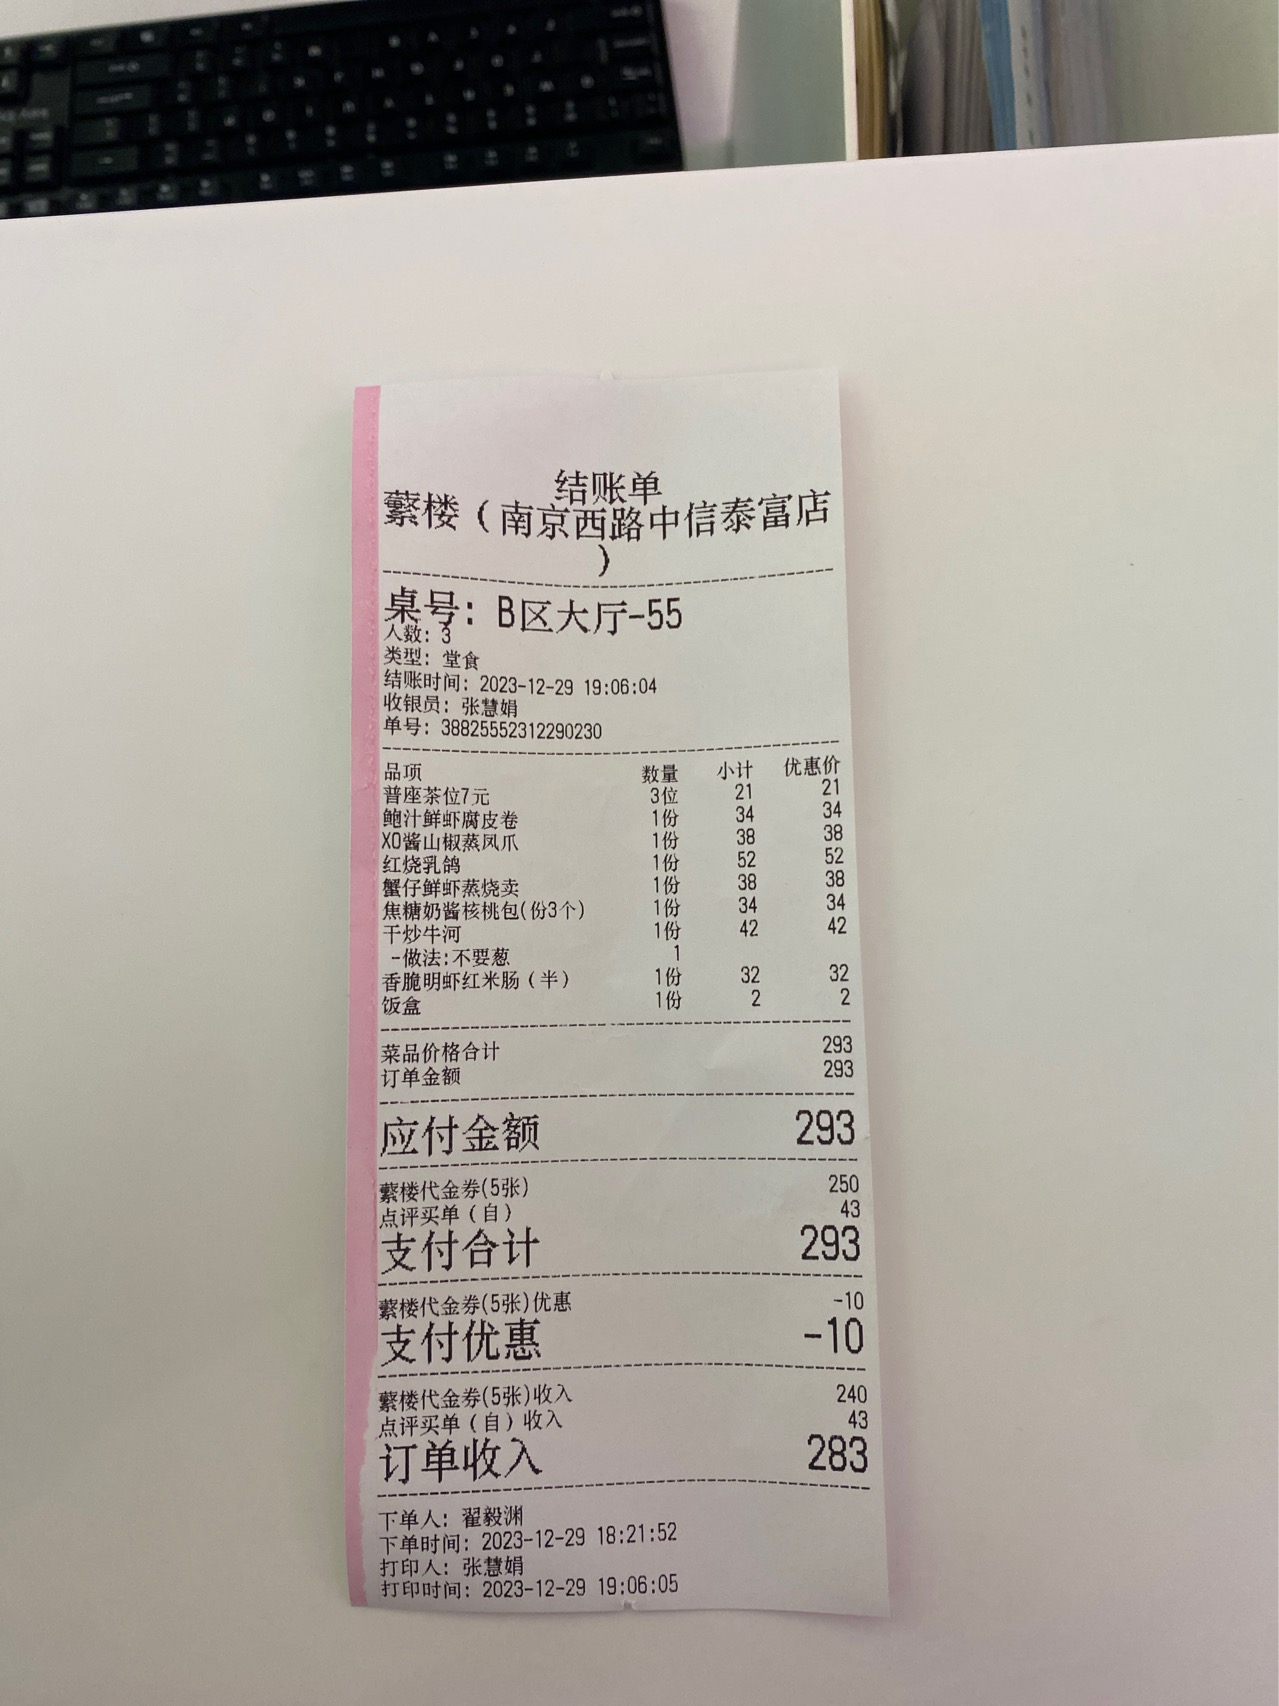 结账单
蘩楼（南京西路中信泰富店
）
桌号: B区大厅-55
人数: 3
类型: 堂食
结账时间: 2023-12-29 19:06:04
收银员: 张慧娟
单号: 38825552312290230
品项 数量 小计 优惠价
普座茶位7元 3位 21 21
鲍汁鲜虾腐皮卷 1份 34 34
XO酱山椒蒸凤爪 1份 38 38
红烧乳鸽 1份 52 52
蟹仔鲜虾蒸烧卖 1份 38 38
焦糖奶酱核桃包(份3个) 1份 34 34
干炒牛河 1份 42 42
-做法:不要葱 1
香脆明虾红米肠（半） 1份 32 32
饭盒 1份 2 2
菜品价格合计 293
订单金额 293
应付金额 293
蘩楼代金券(5张) 250
点评买单（自） 43
支付合计 293
蘩楼代金券(5张)优惠 -10
支付优惠 -10
蘩楼代金券(5张)收入 240
点评买单（自）收入 43
订单收入 283
下单人: 翟毅渊
下单时间: 2023-12-29 18:21:52
打印人: 张慧娟
打印时间: 2023-12-29 19:06:05